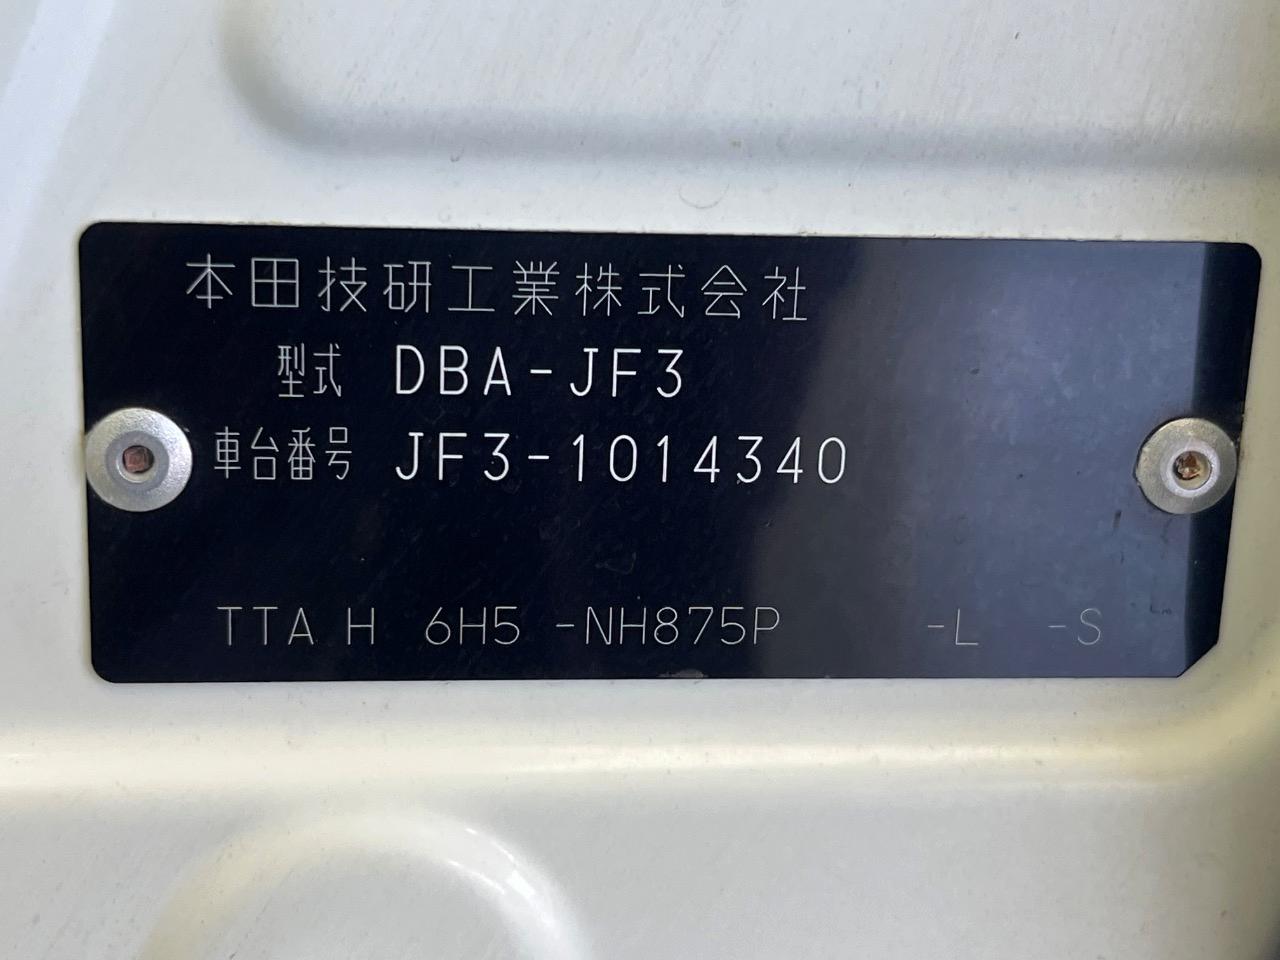 本田技研工業株式会社
型式 DBA-JF3
車台番号 JF3-1014340
TTA H 6H5 -NH875P -L -S